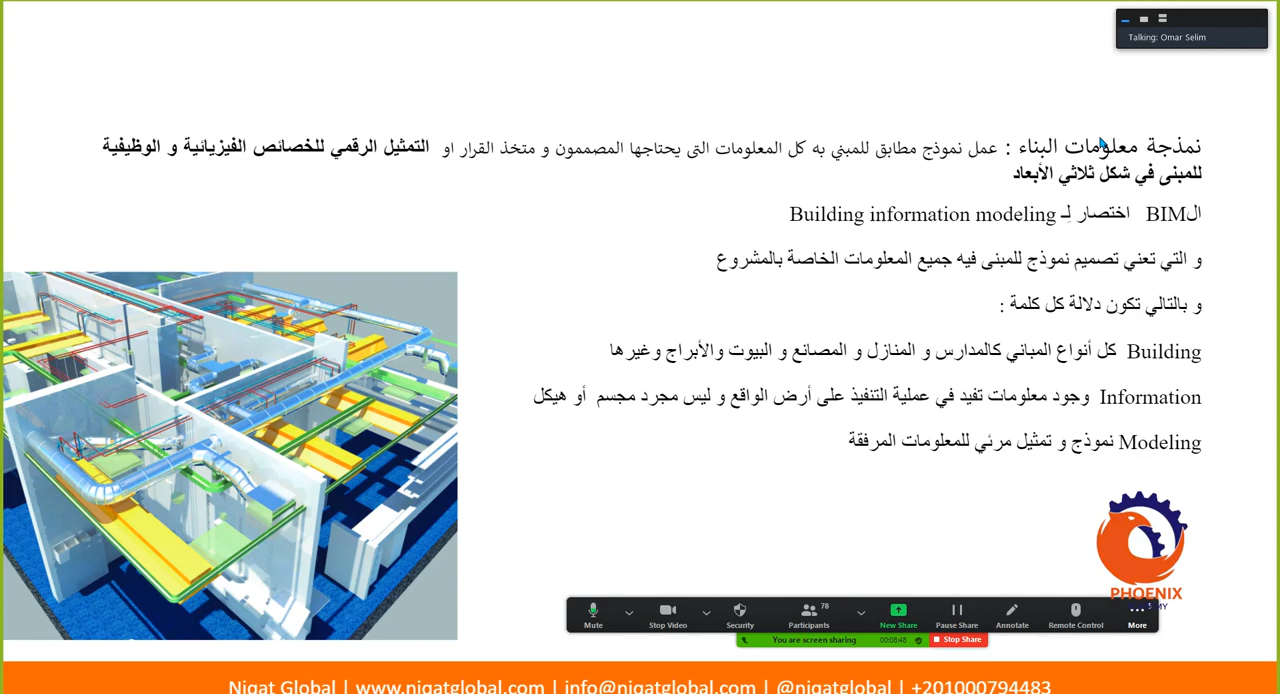 Talking: Omar Selim
نمذجة معلومات البناء : عمل نموذج مطابق للمبني به كل المعلومات التى يحتاجها المصممون و متخذ القرار او التمثيل الرقمي للخصائص الفيزيائية و الوظيفية
للمبنى في شكل ثلاثي الأبعاد
الBIM اختصار لِـ Building information modeling
و التي تعني تصميم نموذج للمبنى فيه جميع المعلومات الخاصة بالمشروع
و بالتالي تكون دلالة كل كلمة :
Building كل أنواع المباني كالمدارس و المنازل و المصانع و البيوت والأبراج وغيرها
Information وجود معلومات تفيد في عملية التنفيذ على أرض الواقع و ليس مجرد مجسم أو هيكل
Modeling نموذج و تمثيل مرئي للمعلومات المرفقة
PHOENIX
78
Mute Stop Video Security Participants New Share Pause Share Annotate Remote Control More
You are screen sharing 00:08:48 Stop Share
Niqat Global | www.niqatglobal.com | info@niqatglobal.com | @niqatglobal | +201000794483